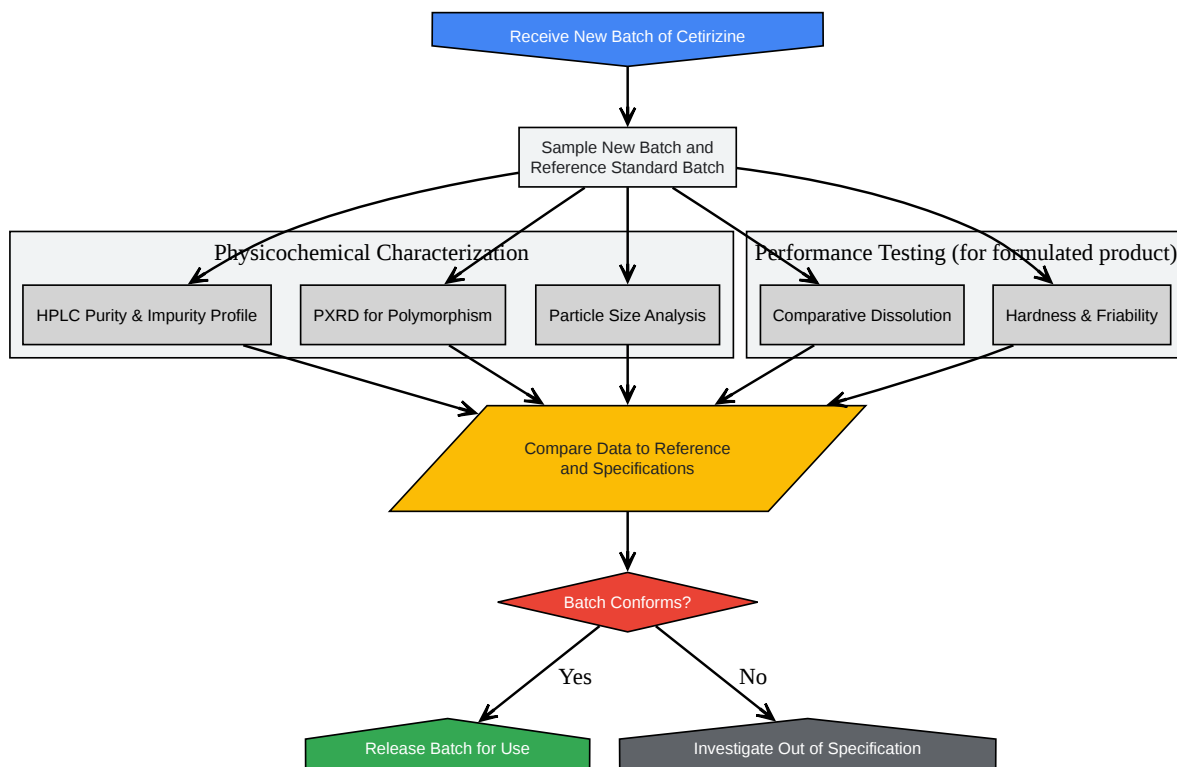 Receive New Batch of Cetirizine
Sample New Batch and
Reference Standard Batch
Physicochemical Characterization
Performance Testing (for formulated product)
HPLC Purity & Impurity Profile
PXRD for Polymorphism
Particle Size Analysis
Comparative Dissolution
Hardness & Friability
Compare Data to Reference
and Specifications
Batch Conforms?
Yes
No
Release Batch for Use
Investigate Out of Specification